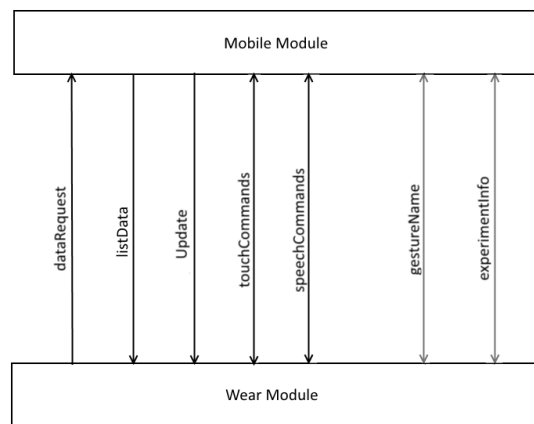 Mobile Module
dataRequest
listData
Update
touchCommands
speechCommands
gestureName
experimentInfo
Wear Module